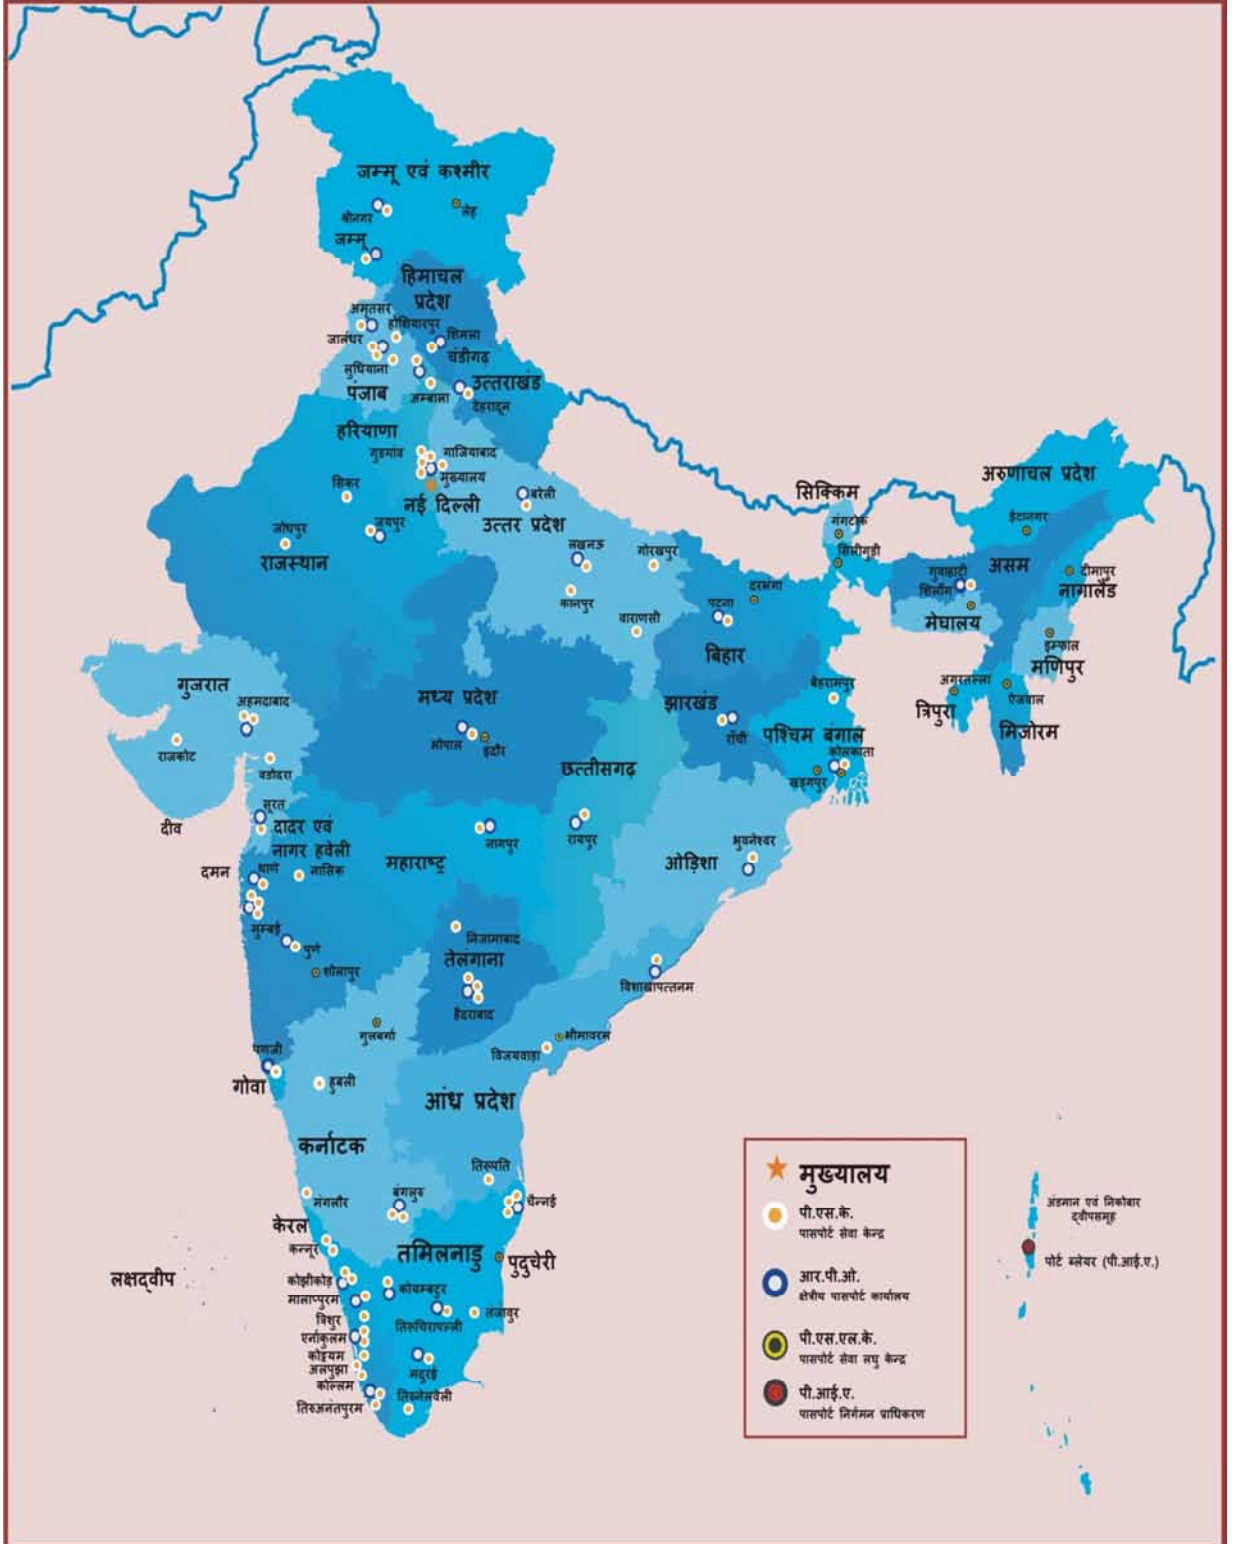 जम्मू एवं कश्मीर
श्रीनगर
लेह
जम्मू
हिमाचल
प्रदेश
अमृतसर
होशियारपुर
जालंधर
शिमला
चंडीगढ़
लुधियाना
पंजाब
अम्बाला
उत्तराखंड
देहरादून
हरियाणा
गुडगांव
गाजियाबाद
मुख्यालय
नई दिल्ली
सिकर
बरेली
उत्तर प्रदेश
जयपुर
जोधपुर
राजस्थान
लखनऊ
गोरखपुर
कानपुर
वाराणसी
सिक्किम
गंगटोक
सिलीगुड़ी
अरुणाचल प्रदेश
ईटानगर
असम
गुवाहाटी
शिलॉंग
दीमापुर
नागालैंड
मेघालय
इम्फाल
मणिपुर
अगरतल्ला
त्रिपुरा
ऐजवाल
मिजोरम
दरभंगा
पटना
बिहार
झारखंड
राँची
बेहरामपुर
पश्चिम बंगाल
कोलकाता
खड़गपुर
गुजरात
अहमदाबाद
राजकोट
वडोदरा
मध्य प्रदेश
भोपाल
इंदौर
छत्तीसगढ़
सूरत
दीव
दादर एवं
नागर हवेली
दमन
थाणे
नासिक
नागपुर
रायपुर
महाराष्ट्र
भुवनेश्वर
ओड़िशा
मुम्बई
पुणे
शोलापुर
निजामाबाद
तेलंगाना
हैदराबाद
विशाखापत्तनम
गुलबर्गा
भीमावरम
विजयवाड़ा
पणजी
गोवा
हुबली
आंध्र प्रदेश
कर्नाटक
तिरुपति
मंगलौर
बंगलुरु
चैन्नई
केरल
कन्नूर
तमिलनाडु
पुदुचेरी
लक्षद्वीप
कोझीकोड़
मालाप्पुरम
कोयम्बटुर
त्रिशुर
तिरुचिरापल्ली
तंजावुर
एर्नाकुलम
कोट्टयम
अलपुझा
मदुरई
कोल्लम
तिरुनेलवेली
तिरुअनंतपुरम
मुख्यालय
पी.एस.के.
पासपोर्ट सेवा केन्द्र
आर.पी.ओ.
क्षेत्रीय पासपोर्ट कार्यालय
पी.एस.एल.के.
पासपोर्ट सेवा लघु केन्द्र
पी.आई.ए.
पासपोर्ट निर्गमन प्राधिकरण
अंडमान एवं निकोबार
द्वीपसमूह
पोर्ट ब्लेयर (पी.आई.ए.)